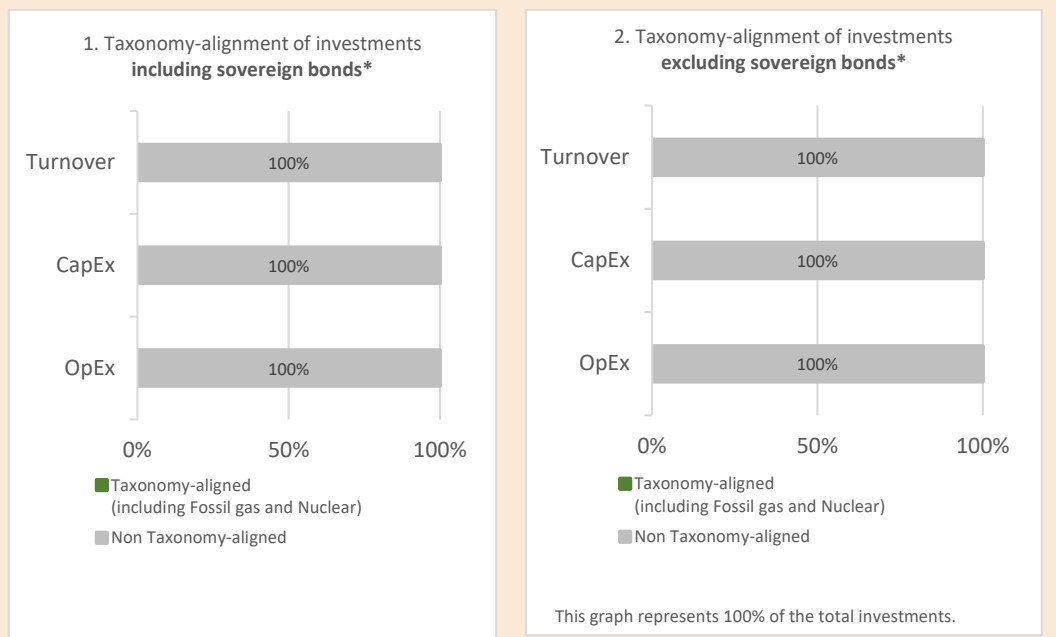 1. Taxonomy-alignment of investments
including sovereign bonds*
Turnover
100%
CapEx
100%
OpEx
100%
0% 50% 100%
Taxonomy-aligned
(including Fossil gas and Nuclear)
Non Taxonomy-aligned
2. Taxonomy-alignment of investments
excluding sovereign bonds*
Turnover
100%
CapEx
100%
OpEx
100%
0% 50% 100%
Taxonomy-aligned
(including Fossil gas and Nuclear)
Non Taxonomy-aligned
This graph represents 100% of the total investments.